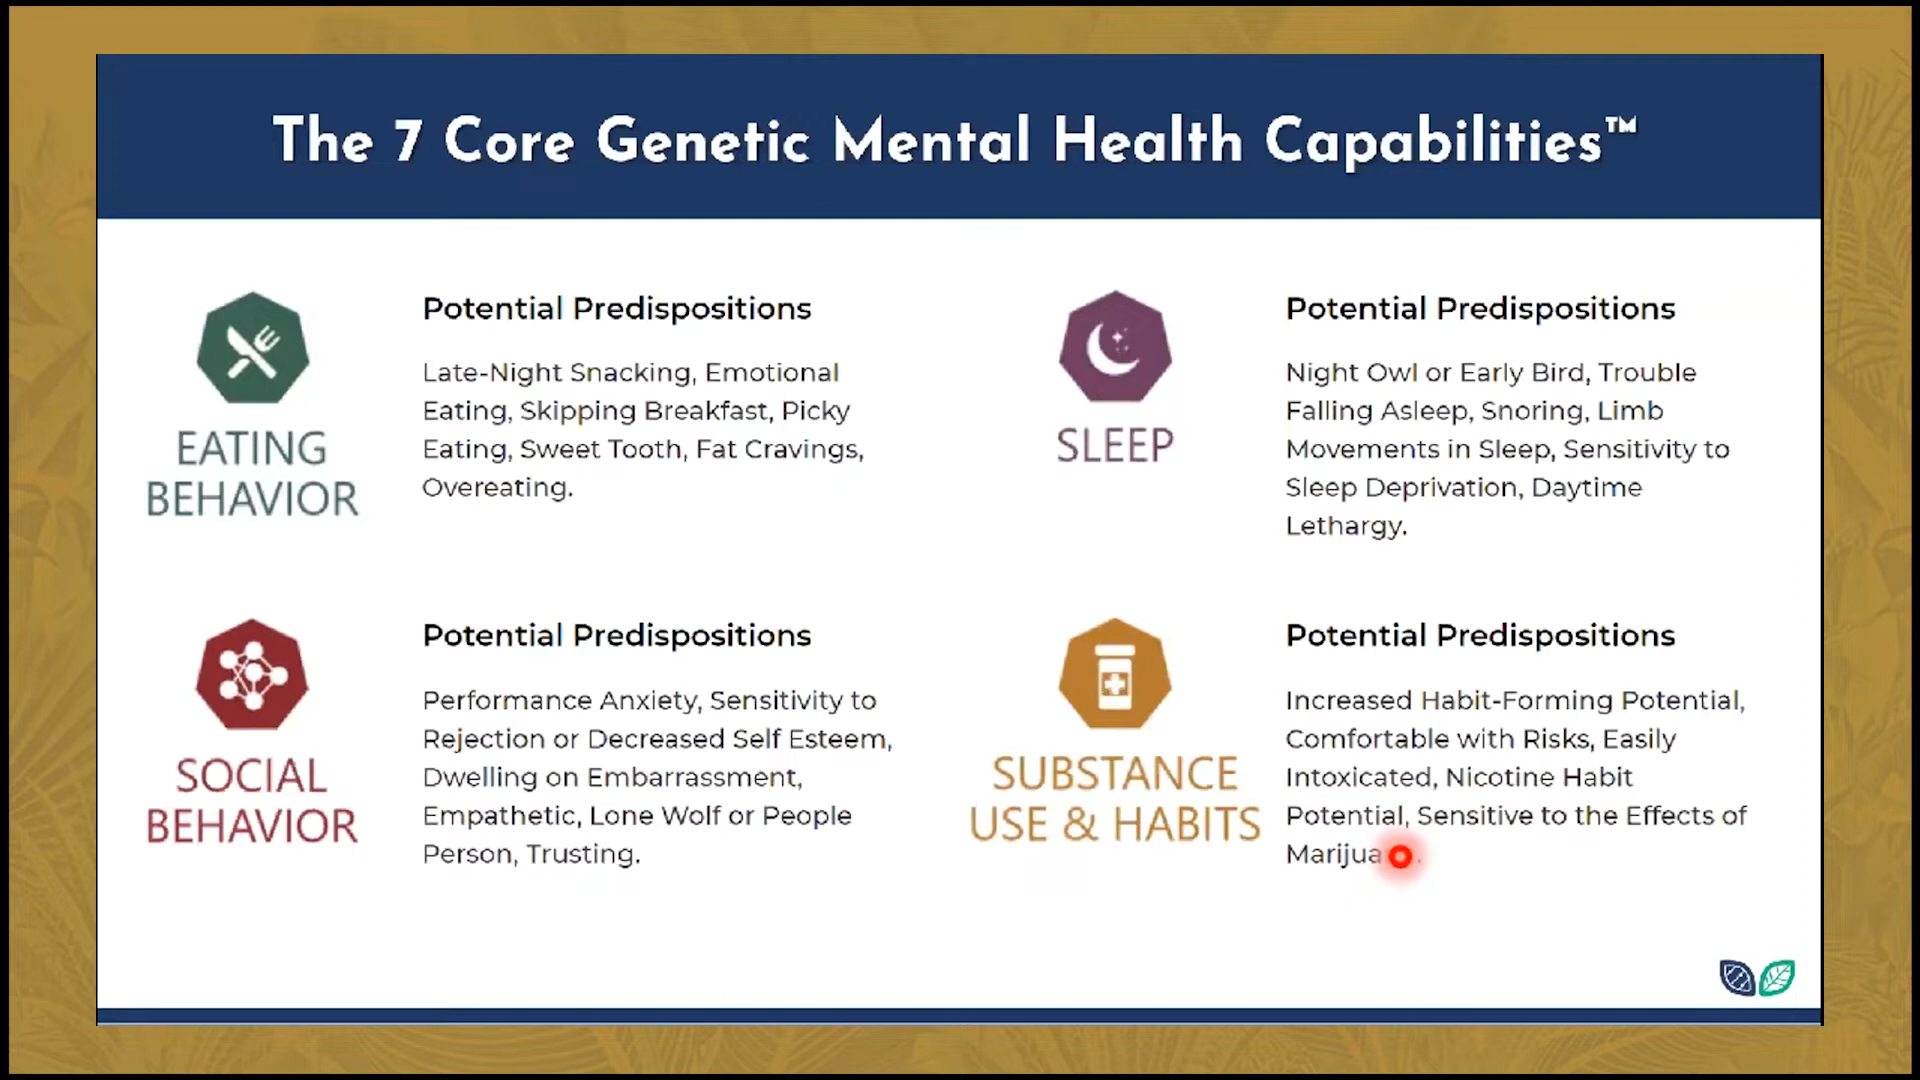 The 7 Core Genetic Mental Health Capabilities™
EATING
BEHAVIOR
Potential Predispositions
Late-Night Snacking, Emotional
Eating, Skipping Breakfast, Picky
Eating, Sweet Tooth, Fat Cravings,
Overeating.
SLEEP
Potential Predispositions
Night Owl or Early Bird, Trouble
Falling Asleep, Snoring, Limb
Movements in Sleep, Sensitivity to
Sleep Deprivation, Daytime
Lethargy.
SOCIAL
BEHAVIOR
Potential Predispositions
Performance Anxiety, Sensitivity to
Rejection or Decreased Self Esteem,
Dwelling on Embarrassment,
Empathetic, Lone Wolf or People
Person, Trusting.
SUBSTANCE
USE & HABITS
Potential Predispositions
Increased Habit-Forming Potential,
Comfortable with Risks, Easily
Intoxicated, Nicotine Habit
Potential, Sensitive to the Effects of